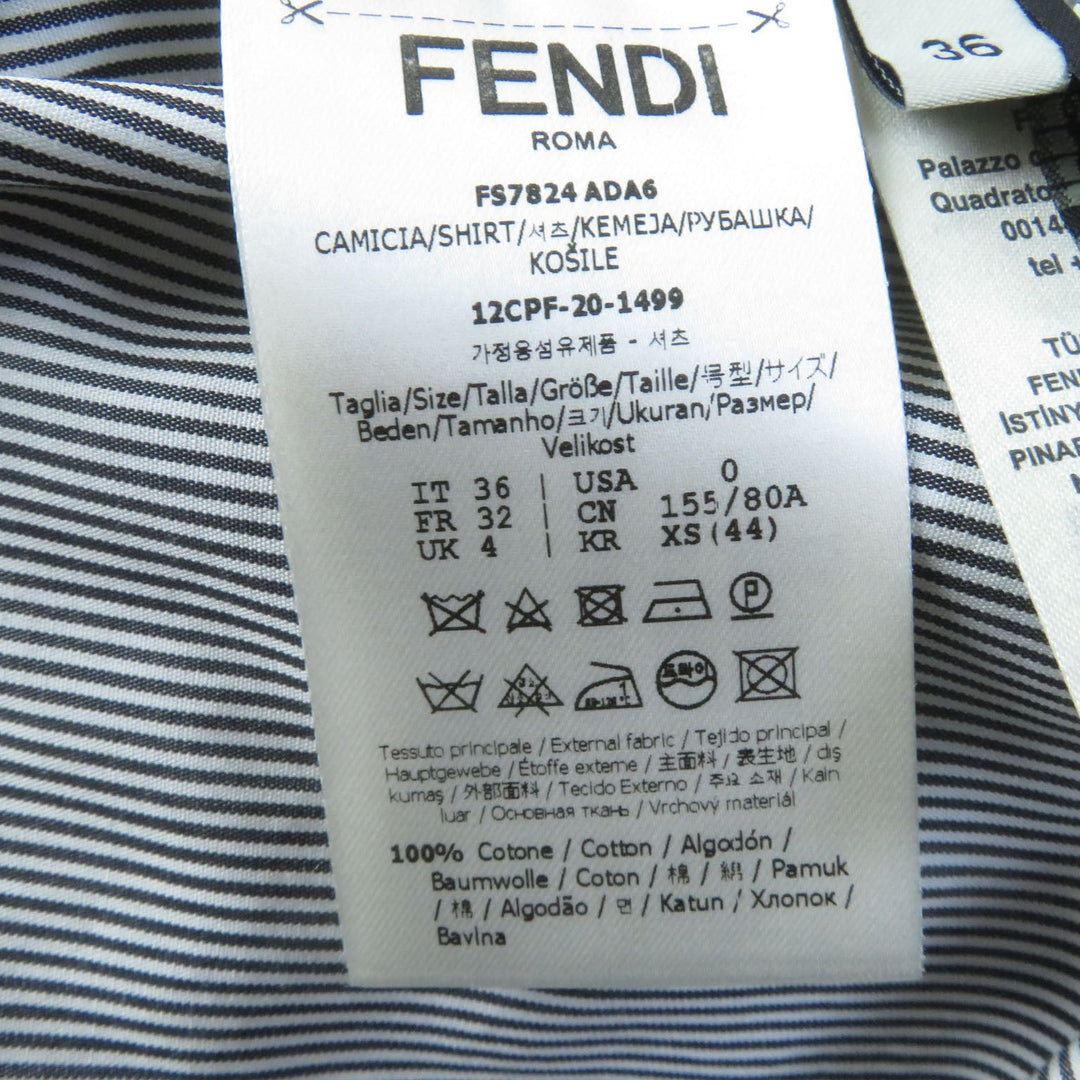 FENDI
ROMA
FS7824 ADA6
CAMICIA/SHIRT/셔츠/KEMEJA/РУБАШКА/
KOŠILE
12CPF-20-1499
가정용섬유제품 - 셔츠
Taglia/Size/Talla/Größe/Taille/号型/サイズ/
Beden/Tamanho/크기/Ukuran/Размер/
Velikost
IT 36 | USA 0
FR 32 | CN 155/80A
UK 4 | KR XS(44)
드라이
Tessuto principale / External fabric / Tejido principal /
Hauptgewebe / Étoffe externe / 主面料 / 表生地 / dış
kumaş / 外部面料 / Tecido Externo / 주요 소재 / Kain
luar / Основная ткань / Vrchový materiál
100% Cotone / Cotton / Algodón /
Baumwolle / Coton / 棉 / 綿 / Pamuk
/ 棉 / Algodão / 면 / Katun / Хлопок /
Bavlna
36
Palazzo
Quadrato
tel